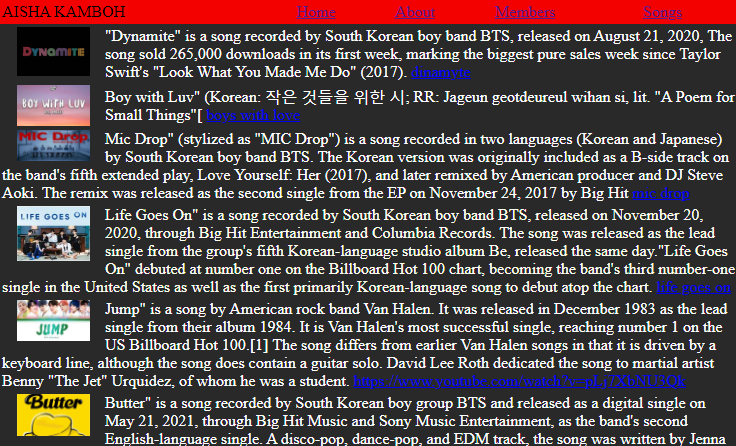 AISHA KAMBOH Home About Members Songs
DYNAMITE
"Dynamite" is a song recorded by South Korean boy band BTS, released on August 21, 2020, The
song sold 265,000 downloads in its first week, marking the biggest pure sales week since Taylor
Swift's "Look What You Made Me Do" (2017). dinamyte
BOY WITH LUV
Boy with Luv" (Korean: 작은 것들을 위한 시; RR: Jageun geotdeureul wihan si, lit. "A Poem for
Small Things"[ boys with love
MIC Drop
Mic Drop" (stylized as "MIC Drop") is a song recorded in two languages (Korean and Japanese)
by South Korean boy band BTS. The Korean version was originally included as a B-side track on
the band's fifth extended play, Love Yourself: Her (2017), and later remixed by American producer and DJ Steve
Aoki. The remix was released as the second single from the EP on November 24, 2017 by Big Hit mic drop
LIFE GOES ON
Life Goes On" is a song recorded by South Korean boy band BTS, released on November 20,
2020, through Big Hit Entertainment and Columbia Records. The song was released as the lead
single from the group's fifth Korean-language studio album Be, released the same day."Life Goes
On" debuted at number one on the Billboard Hot 100 chart, becoming the band's third number-one
single in the United States as well as the first primarily Korean-language song to debut atop the chart. life goes on
JUMP
Jump" is a song by American rock band Van Halen. It was released in December 1983 as the lead
single from their album 1984. It is Van Halen's most successful single, reaching number 1 on the
US Billboard Hot 100.[1] The song differs from earlier Van Halen songs in that it is driven by a
keyboard line, although the song does contain a guitar solo. David Lee Roth dedicated the song to martial artist
Benny "The Jet" Urquidez, of whom he was a student.
Butter
Butter" is a song recorded by South Korean boy group BTS and released as a digital single on
May 21, 2021, through Big Hit Music and Sony Music Entertainment, as the band's second
English-language single. A disco-pop, dance-pop, and EDM track, the song was written by Jenna